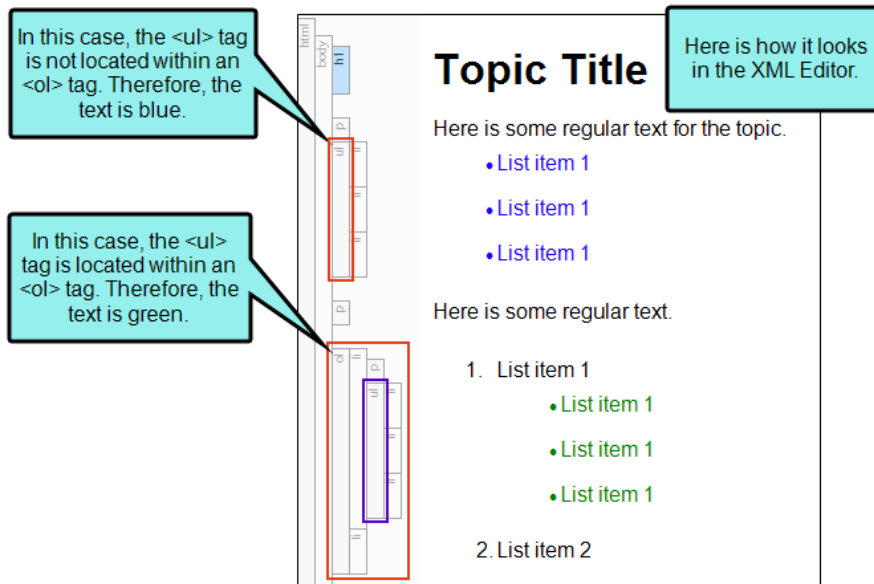 In this case, the <ul> tag
is not located within an
<ol> tag. Therefore, the
text is blue.
Here is how it looks
in the XML Editor.
html
body
h1
Topic Title
p
Here is some regular text for the topic.
ul
li
• List item 1
li
• List item 1
li
• List item 1
In this case, the <ul>
tag is located within an
<ol> tag. Therefore, the
text is green.
p
Here is some regular text.
ol
li
p
1. List item 1
ul
li
• List item 1
li
• List item 1
li
• List item 1
li
2. List item 2